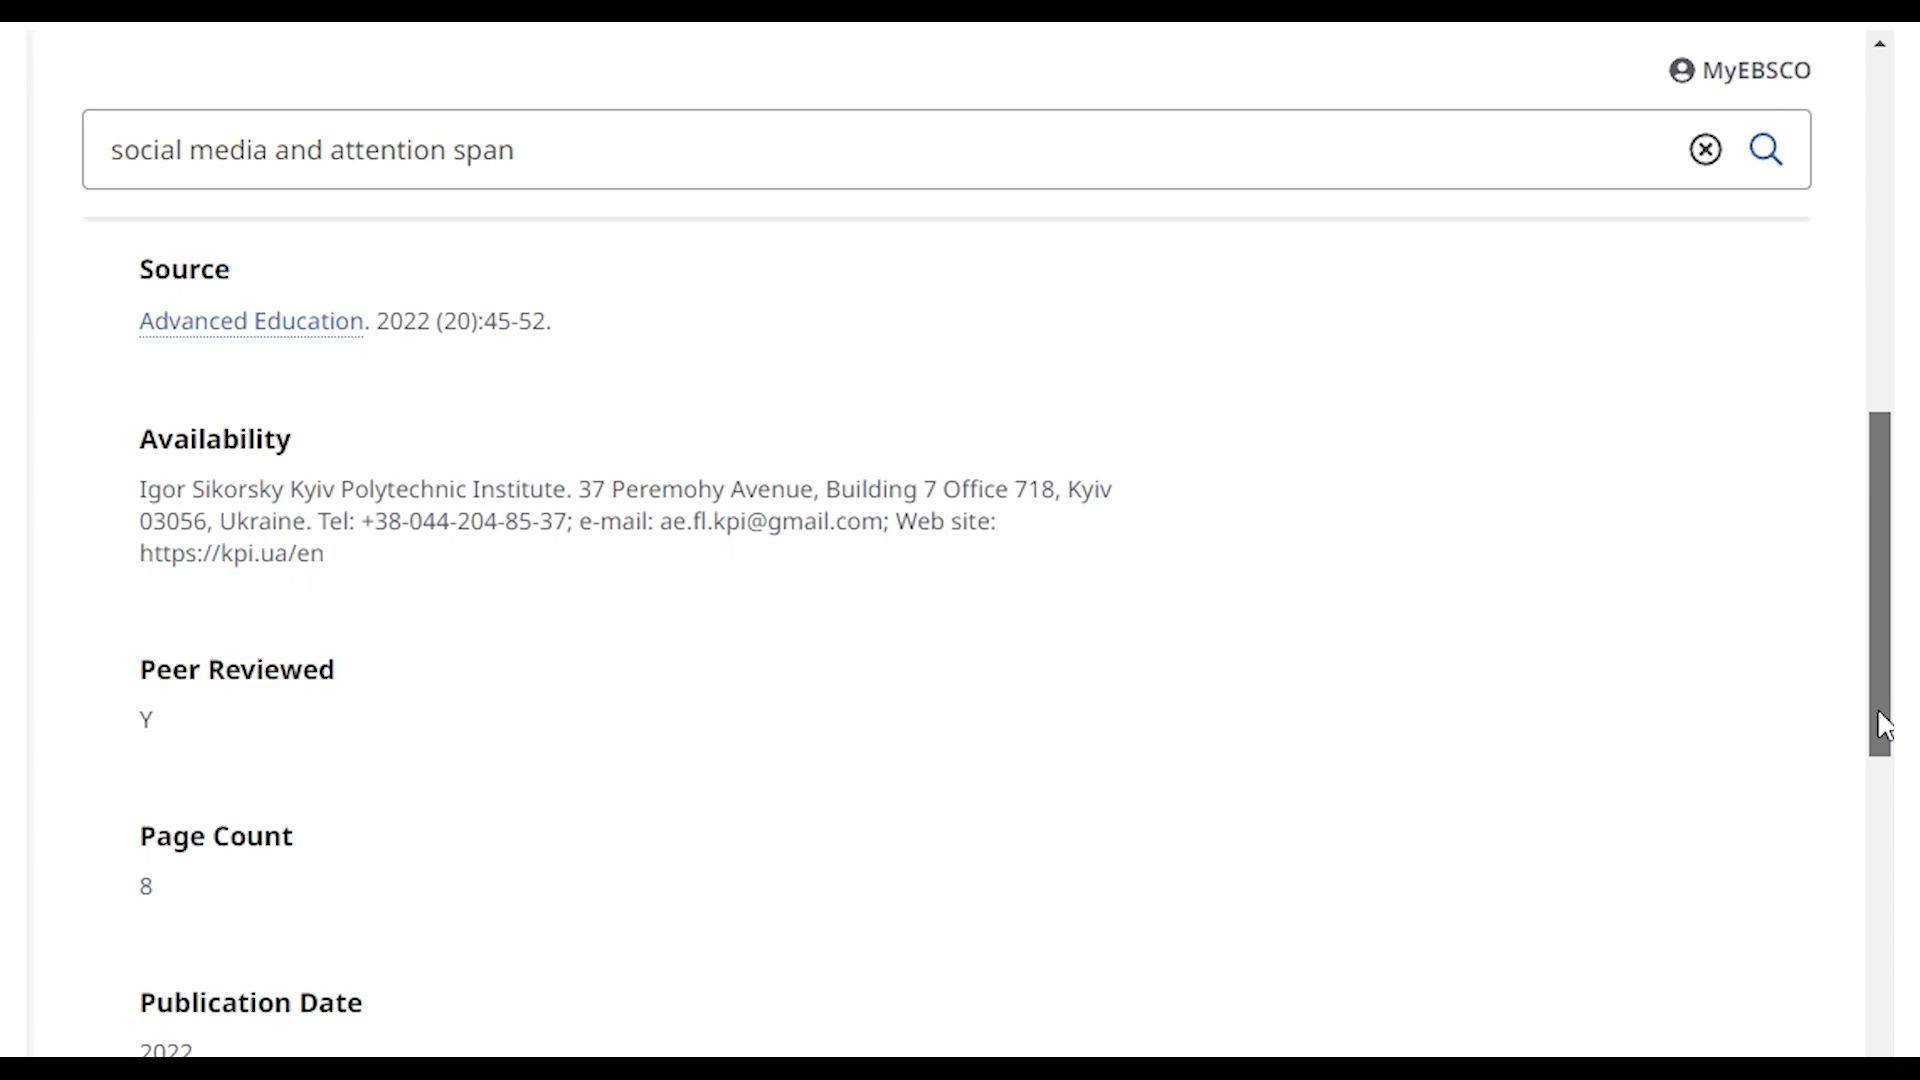 MyEBSCO
social media and attention span
Source
Advanced Education. 2022 (20):45-52.
Availability
Igor Sikorsky Kyiv Polytechnic Institute. 37 Peremohy Avenue, Building 7 Office 718, Kyiv
03056, Ukraine. Tel: +38-044-204-85-37; e-mail: ae.fl.kpi@gmail.com; Web site:
https://kpi.ua/en
Peer Reviewed
Y
Page Count
8
Publication Date
2022